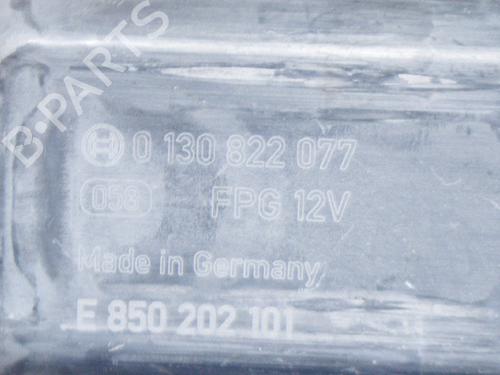 B-PARTS
0 130 822 077
058 FPG 12V
Made in Germany
E 850 202 101